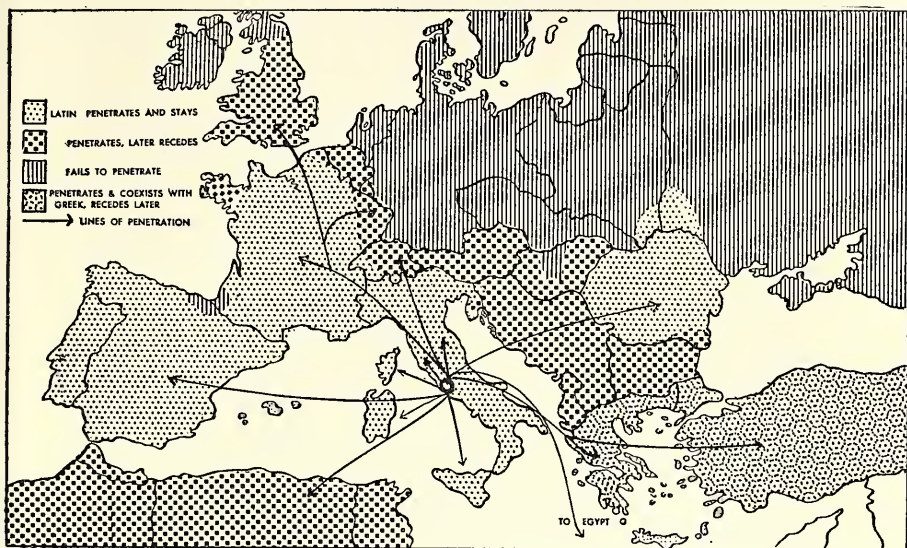 LATIN PENETRATES AND STAYS
PENETRATES, LATER RECEDES
FAILS TO PENETRATE
PENETRATES & COEXISTS WITH
GREEK, RECEDES LATER
LINES OF PENETRATION
TO EGYPT